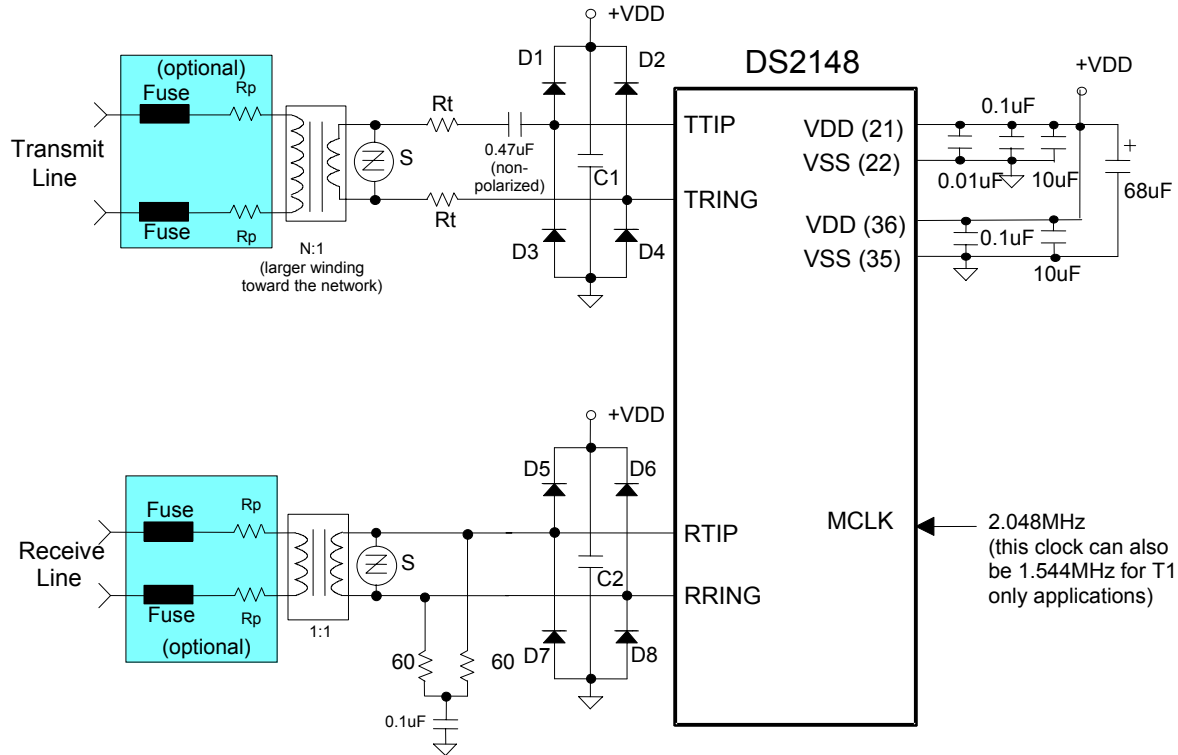 +VDD
(optional)
Fuse
Rp
D1
D2
DS2148
+VDD
Rt
0.1uF
TTIP
VDD (21)
+
Transmit
Line
S
0.47uF
(non-
polarized)
C1
VSS (22)
0.01uF
10uF
68uF
TRING
Rt
Fuse
Rp
VDD (36)
D3
D4
0.1uF
N:1
(larger winding
toward the network)
VSS (35)
10uF
+VDD
D5
D6
Fuse
Rp
MCLK
2.048MHz
(this clock can also
be 1.544MHz for T1
only applications)
RTIP
Receive
Line
S
C2
RRING
Fuse
Rp
1:1
(optional)
D7
D8
60
60
0.1uF